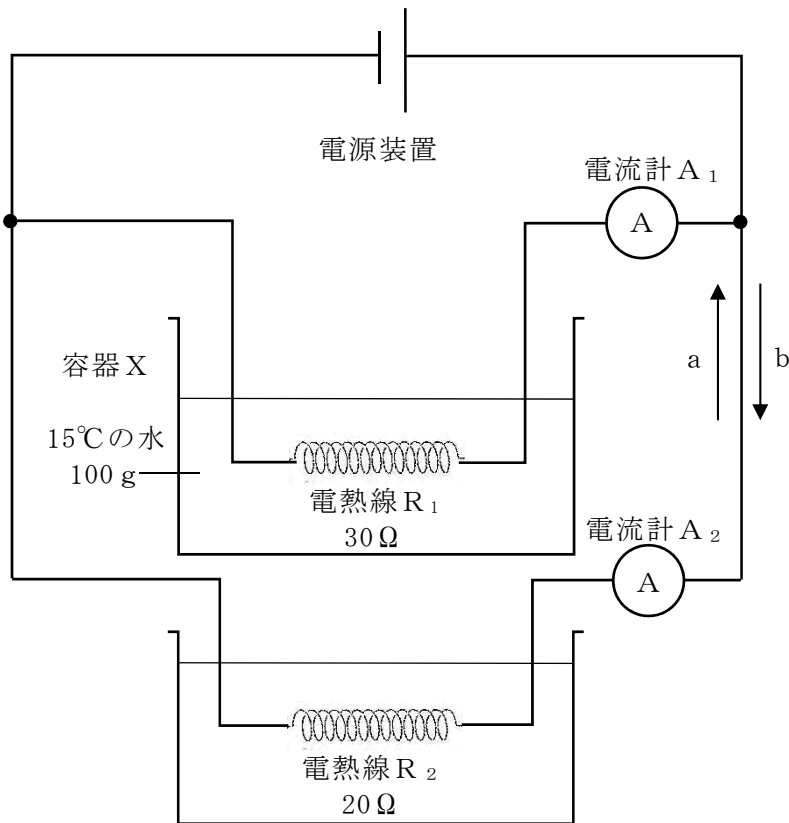 電源装置
電流計A₁
A
a
b
容器X
15℃の水
100g
電熱線R₁
30Ω
電流計A₂
A
電熱線R₂
20Ω